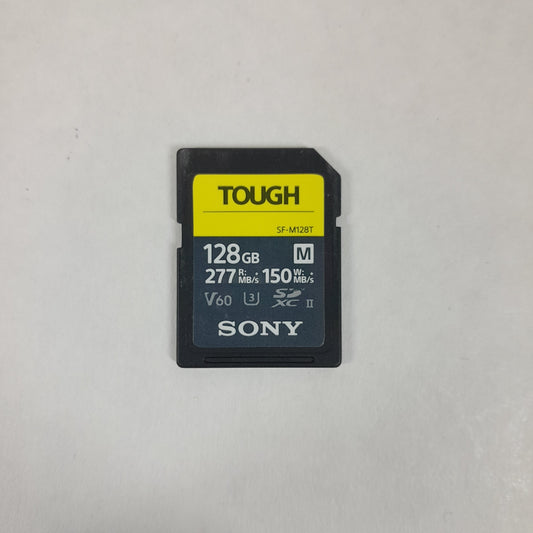 TOUGH
SF-M128T
128GB M
277 R: MB/s* 150 W: MB/s*
V60 3 SD XC II
SONY